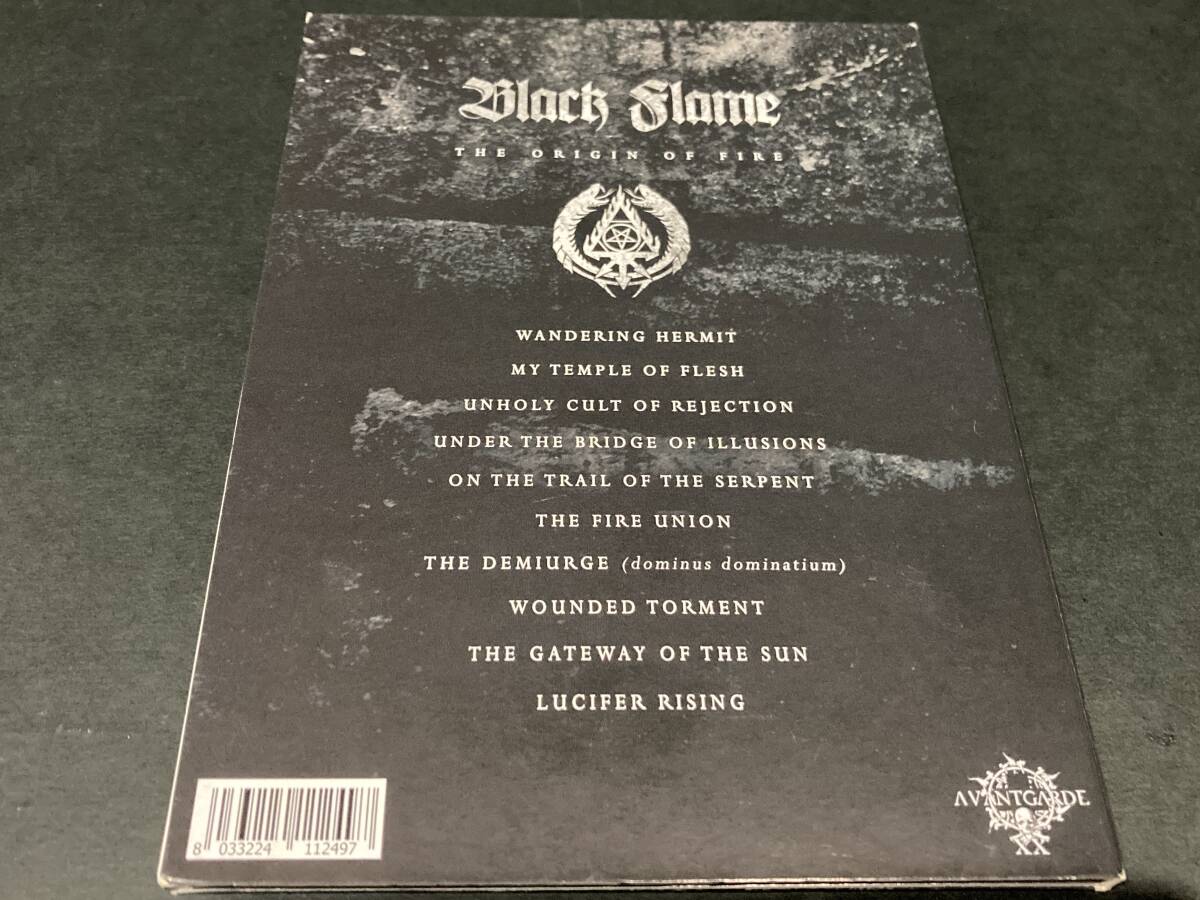 Black Flame
THE ORIGIN OF FIRE
WANDERING HERMIT
MY TEMPLE OF FLESH
UNHOLY CULT OF REJECTION
UNDER THE BRIDGE OF ILLUSIONS
ON THE TRAIL OF THE SERPENT
THE FIRE UNION
THE DEMIURGE (dominus dominatium)
WOUNDED TORMENT
THE GATEWAY OF THE SUN
LUCIFER RISING
8 033224 112497
AVANTGARDE
XX